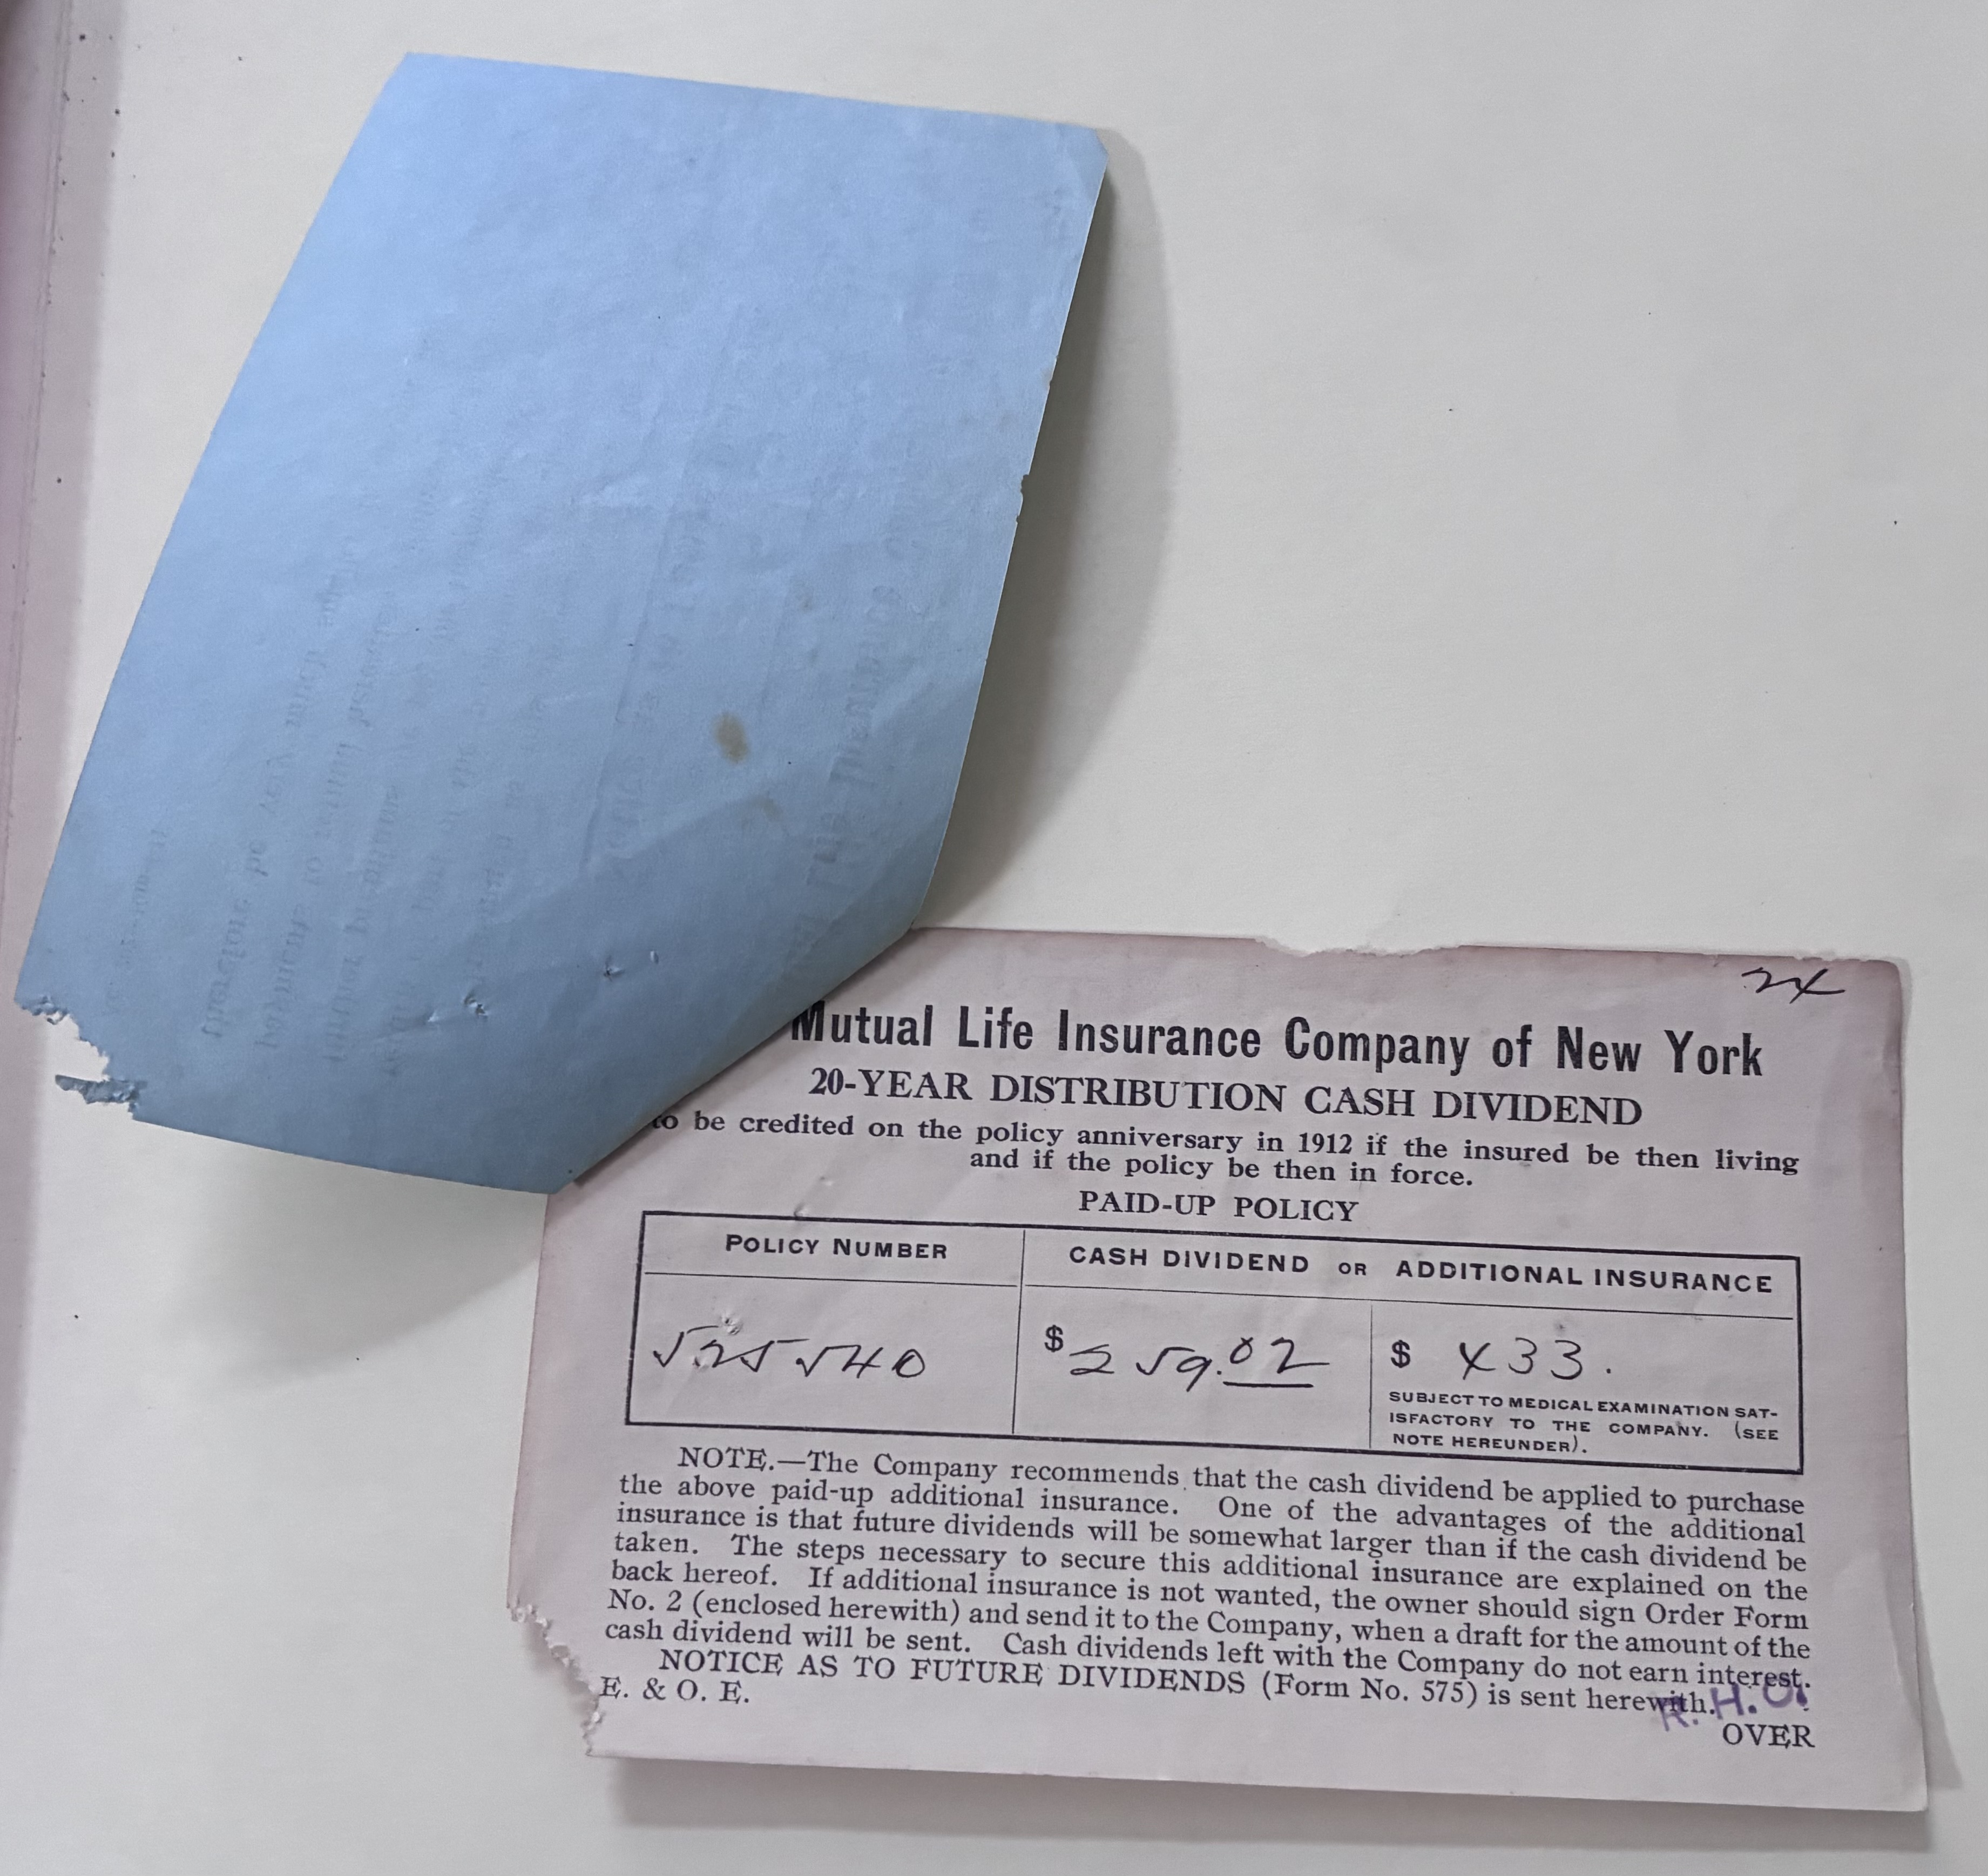 24
Mutual Life Insurance Company of New York
20-YEAR DISTRIBUTION CASH DIVIDEND
to be credited on the policy anniversary in 1912 if the insured be then living
and if the policy be then in force.
PAID-UP POLICY
POLICY NUMBER
CASH DIVIDEND OR ADDITIONAL INSURANCE
525540
$259.02
$ 433.
SUBJECT TO MEDICAL EXAMINATION SAT-
ISFACTORY TO THE COMPANY. (SEE
NOTE HEREUNDER).
NOTE.—The Company recommends that the cash dividend be applied to purchase
the above paid-up additional insurance. One of the advantages of the additional
insurance is that future dividends will be somewhat larger than if the cash dividend be
taken. The steps necessary to secure this additional insurance are explained on the
back hereof. If additional insurance is not wanted, the owner should sign Order Form
No. 2 (enclosed herewith) and send it to the Company, when a draft for the amount of the
cash dividend will be sent. Cash dividends left with the Company do not earn interest.
NOTICE AS TO FUTURE DIVIDENDS (Form No. 575) is sent herewith.
E. & O. E.
R. H. O.
OVER